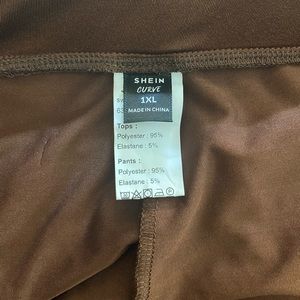 SHEIN
CURVE
1XL
MADE IN CHINA
Tops :
Polyester : 95%
Elastane : 5%
Pants :
Polyester : 95%
Elastane : 5%